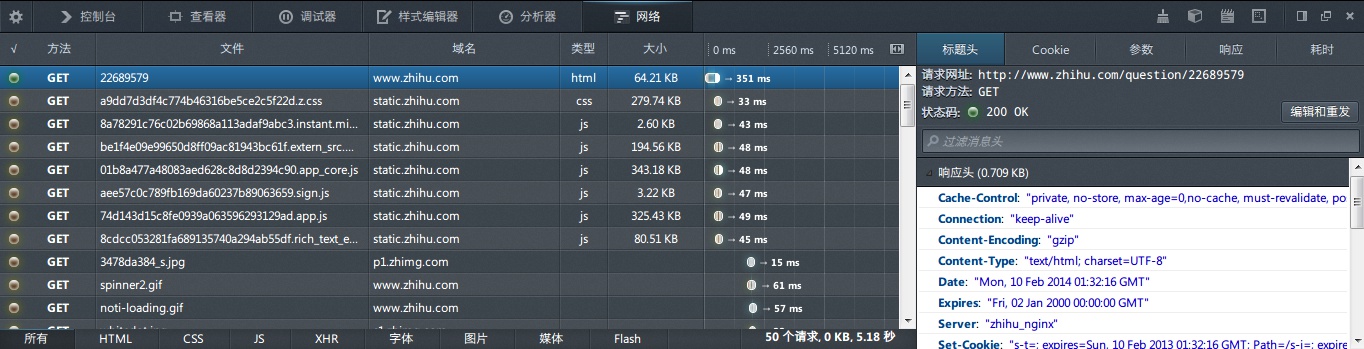 控制台 查看器 调试器 样式编辑器 分析器 网络
√ 方法 文件 域名 类型 大小 0 ms 2560 ms 5120 ms
GET 22689579 www.zhihu.com html 64.21 KB → 351 ms
GET a9dd7d3df4c774b46316be5ce2c5f22d.z.css static.zhihu.com css 279.74 KB → 33 ms
GET 8a78291c76c02b69868a113adaf9abc3.instant.mi... static.zhihu.com js 2.60 KB → 43 ms
GET be1f4e09e99650d8ff09ac81943bc61f.extern_src.... static.zhihu.com js 194.56 KB → 48 ms
GET 01b8a477a48083aed628c8d8d2394c90.app_core.js static.zhihu.com js 343.18 KB → 48 ms
GET aee57c0c789fb169da60237b89063659.sign.js static.zhihu.com js 3.22 KB → 47 ms
GET 74d143d15c8fe0939a063596293129ad.app.js static.zhihu.com js 325.43 KB → 49 ms
GET 8cdcc053281fa689135740a294ab55df.rich_text_e... static.zhihu.com js 80.51 KB → 45 ms
GET 3478da384_s.jpg p1.zhimg.com → 15 ms
GET spinner2.gif www.zhihu.com → 61 ms
GET noti-loading.gif www.zhihu.com → 57 ms
所有 HTML CSS JS XHR 字体 图片 媒体 Flash 50 个请求, 0 KB, 5.18 秒
标题头 Cookie 参数 响应 耗时
请求网址: http://www.zhihu.com/question/22689579
请求方法: GET
状态码: 200 OK 编辑和重发
过滤消息头
响应头 (0.709 KB)
Cache-Control: "private, no-store, max-age=0,no-cache, must-revalidate, po
Connection: "keep-alive"
Content-Encoding: "gzip"
Content-Type: "text/html; charset=UTF-8"
Date: "Mon, 10 Feb 2014 01:32:16 GMT"
Expires: "Fri, 02 Jan 2000 00:00:00 GMT"
Server: "zhihu_nginx"
Set-Cookie: "s-t=; expires=Sun, 10 Feb 2013 01:32:16 GMT; Path=/s-i=; expire